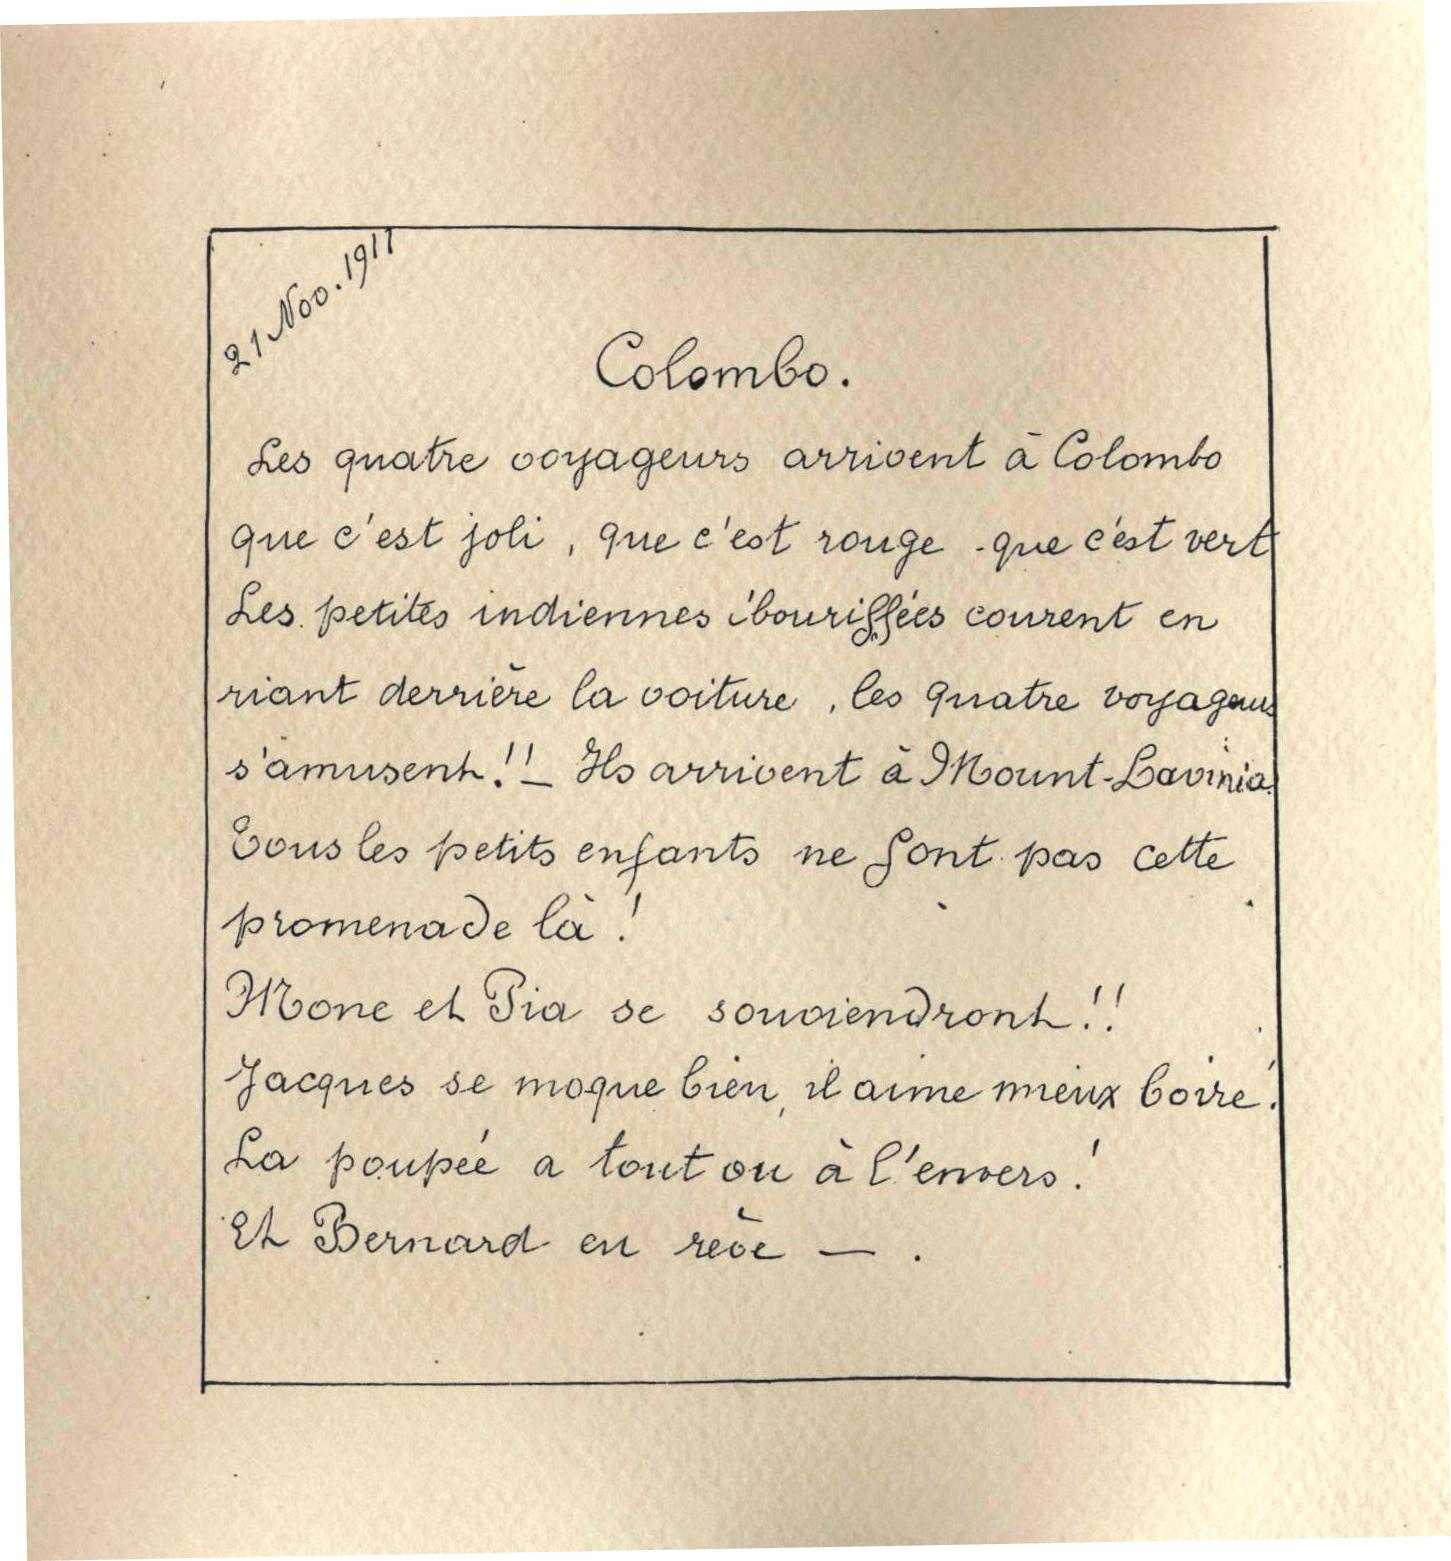 21 Nov. 1911
Colombo.
Les quatre voyageurs arrivent à Colombo
que c'est joli, que c'est rouge - que c'est vert
Les petites indiennes ébouriffées courent en
riant derrière la voiture, les quatre voyageurs
s'amusent!! _ Ils arrivent à Mount-Lavinia.
Tous les petits enfants ne font pas cette
promenade là!
Mone et Pia se souviendront!!
Jacques se moque bien, il aime mieux boire!
La poupée a tout vu à l'envers!
Et Bernard en rêve — .